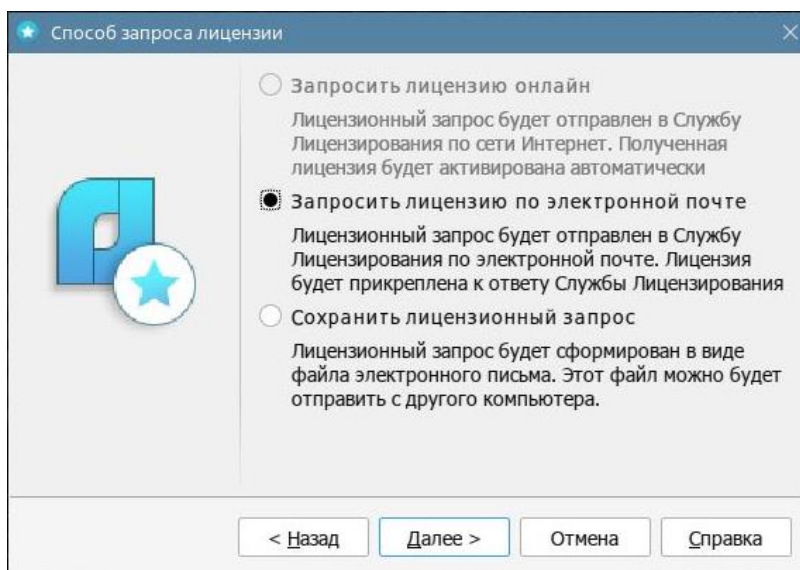 Способ запроса лицензии
Запросить лицензию онлайн
Лицензионный запрос будет отправлен в Службу
Лицензирования по сети Интернет. Полученная
лицензия будет активирована автоматически
Запросить лицензию по электронной почте
Лицензионный запрос будет отправлен в Службу
Лицензирования по электронной почте. Лицензия
будет прикреплена к ответу Службы Лицензирования
Сохранить лицензионный запрос
Лицензионный запрос будет сформирован в виде
файла электронного письма. Этот файл можно будет
отправить с другого компьютера.
< Назад
Далее >
Отмена
Справка